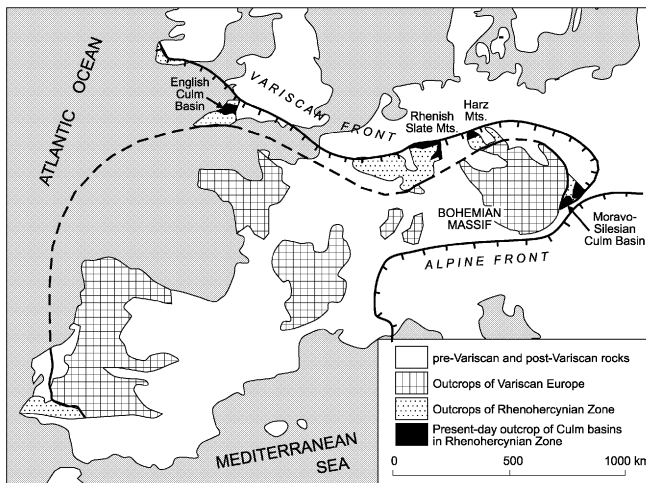 ATLANTIC OCEAN
English
Culm
Basin
VARISCAN FRONT
Rhenish
Slate Mts.
Harz
Mts.
BOHEMIAN
MASSIF
Moravo-
Silesian
Culm Basin
ALPINE FRONT
MEDITERRANEAN
SEA
pre-Variscan and post-Variscan rocks
Outcrops of Variscan Europe
Outcrops of Rhenohercynian Zone
Present-day outcrop of Culm basins
in Rhenohercynian Zone
0 500 1000 km